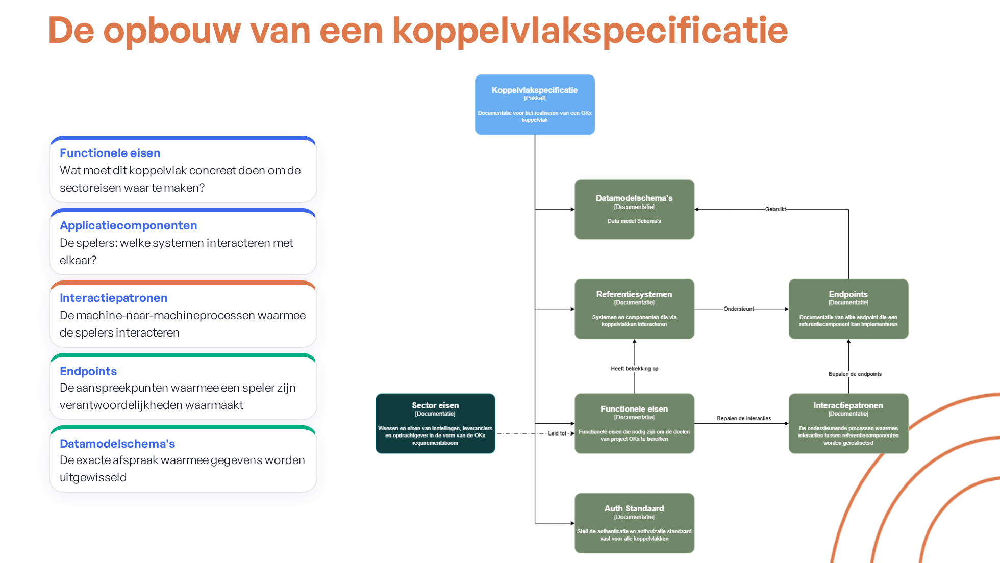 De opbouw van een koppelvlakspecificatie
Functionele eisen
Wat moet dit koppelvlak concreet doen om de
sectoreisen waar te maken?
Applicatiecomponenten
De spelers: welke systemen interacteren met
elkaar?
Interactiepatronen
De machine-naar-machineprocessen waarmee
de spelers interacteren
Endpoints
De aanspreekpunten waarmee een speler zijn
verantwoordelijkheden waarmaakt
Datamodelschema's
De exacte afspraak waarmee gegevens worden
uitgewisseld
Koppelvlakspecificatie
[Pakket]
Documentatie voor het realiseren van een OKx
koppelvlak
Datamodelschema's
[Documentatie]
Data model Schema's
Gebruikt
Referentiesystemen
[Documentatie]
Systemen en componenten die via
koppelvlakken interacteren
Ondersteunt
Endpoints
[Documentatie]
Documentatie van elke endpoint die een
referentiecomponent kan implementeren
Heeft betrekking op
Bepalen de endpoints
Sector eisen
[Documentatie]
Wensen en eisen van instellingen, leveranciers
en opdrachtgever in de vorm van de OKx
requirementsboom
Leid tot
Functionele eisen
[Documentatie]
Functionele eisen die nodig zijn om de doelen
van project OKx te bereiken
Bepalen de interacties
Interactiepatronen
[Documentatie]
De ondersteunende processen waarmee
interacties tussen referentiecomponenten
worden gerealiseerd
Auth Standaard
[Documentatie]
Stelt de authenticatie en authorizatie standaard
vast voor alle koppelvlakken